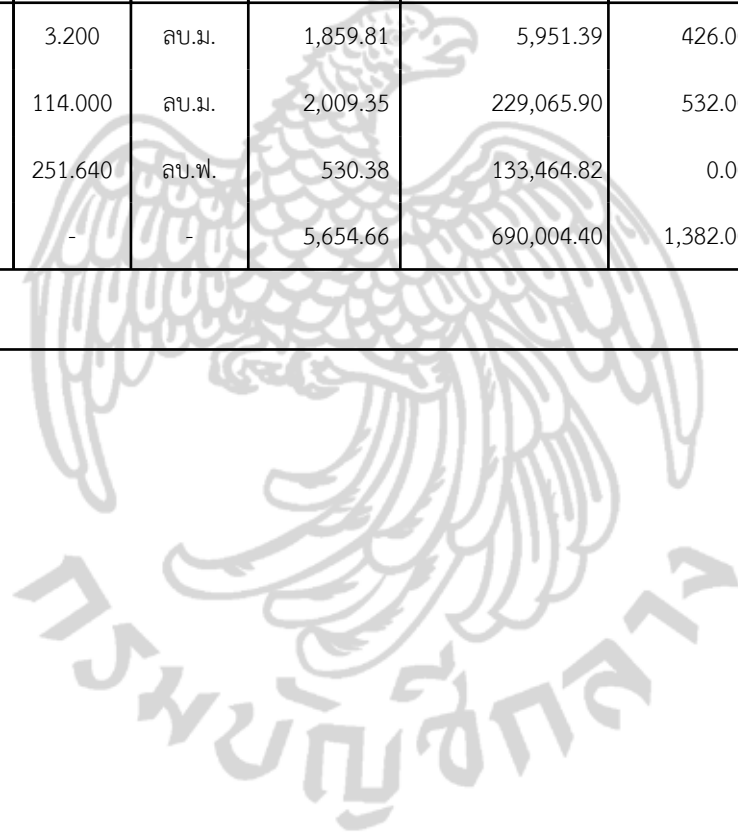 3.200 ลบ.ม. 1,859.81 5,951.39 426.0
114.000 ลบ.ม. 2,009.35 229,065.90 532.0
251.640 ลบ.ฟ. 530.38 133,464.82 0.0
- - 5,654.66 690,004.40 1,382.0
กรมบัญชีกลาง